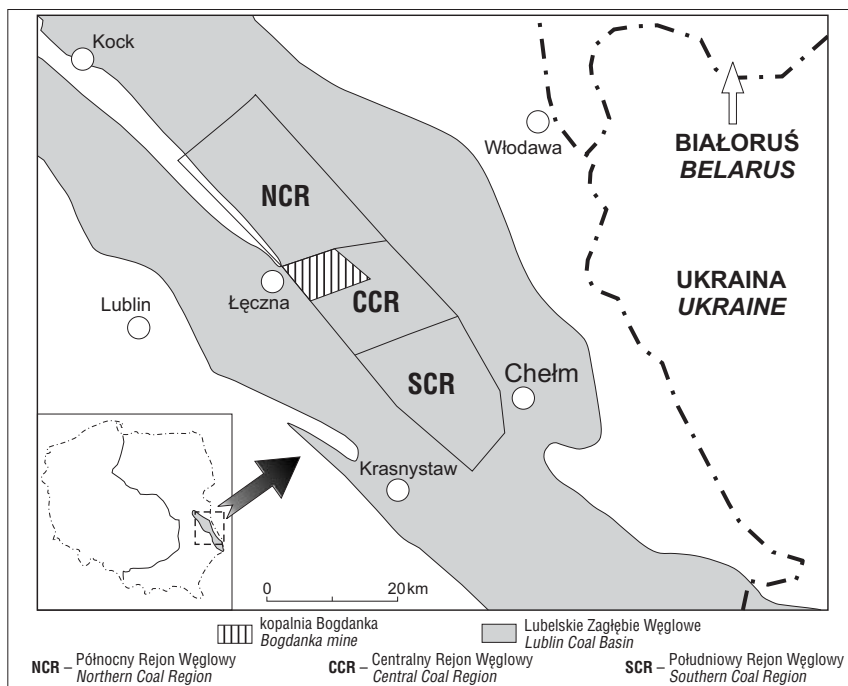 Kock
Włodawa
BIAŁORUŚ
BELARUS
NCR
UKRAINA
UKRAINE
Łęczna
CCR
Lublin
SCR
Chełm
Krasnystaw
0 20 km
kopalnia Bogdanka
Bogdanka mine
Lubelskie Zagłębie Węglowe
Lublin Coal Basin
NCR – Północny Rejon Węglowy
Northern Coal Region
CCR – Centralny Rejon Węglowy
Central Coal Region
SCR – Południowy Rejon Węglowy
Southern Coal Region